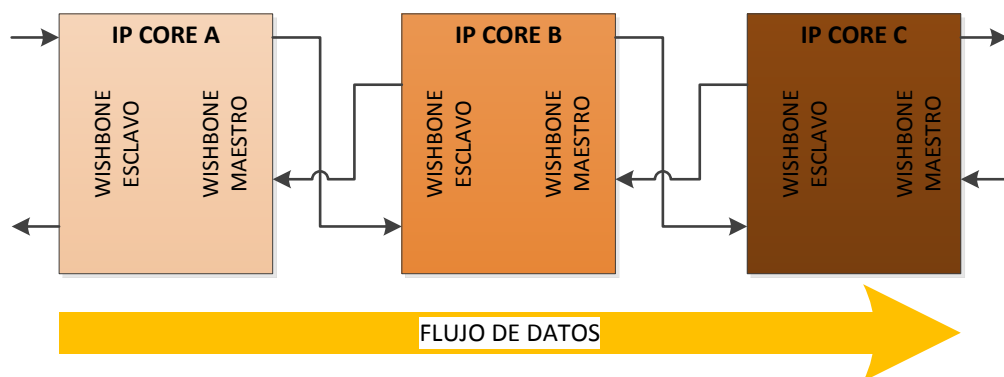 IP CORE A
WISHBONE
ESCLAVO
WISHBONE
MAESTRO
IP CORE B
WISHBONE
ESCLAVO
WISHBONE
MAESTRO
IP CORE C
WISHBONE
ESCLAVO
WISHBONE
MAESTRO
FLUJO DE DATOS